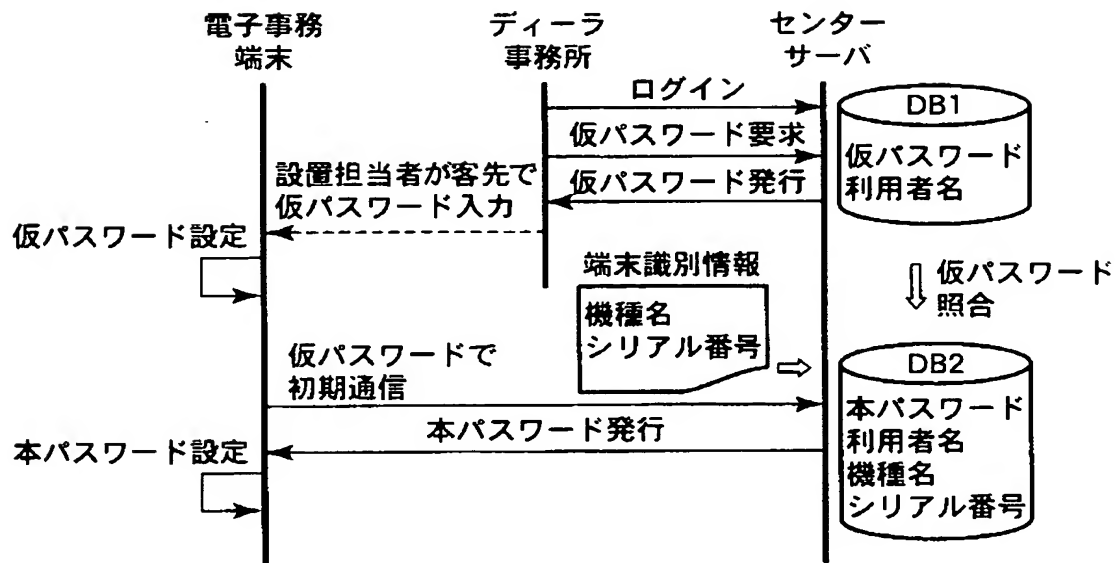 電子事務
端末
ディーラ
事務所
センター
サーバ
ログイン
仮パスワード要求
仮パスワード発行
DB1
仮パスワード
利用者名
設置担当者が客先で
仮パスワード入力
仮パスワード設定
端末識別情報
機種名
シリアル番号
仮パスワード
照合
仮パスワードで
初期通信
本パスワード発行
本パスワード設定
DB2
本パスワード
利用者名
機種名
シリアル番号